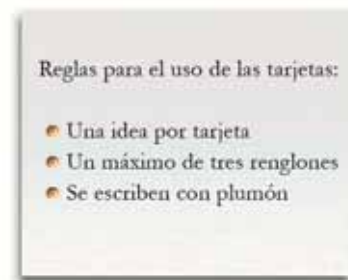 Reglas para el uso de las tarjetas:
Una idea por tarjeta
Un máximo de tres renglones
Se escriben con plumón